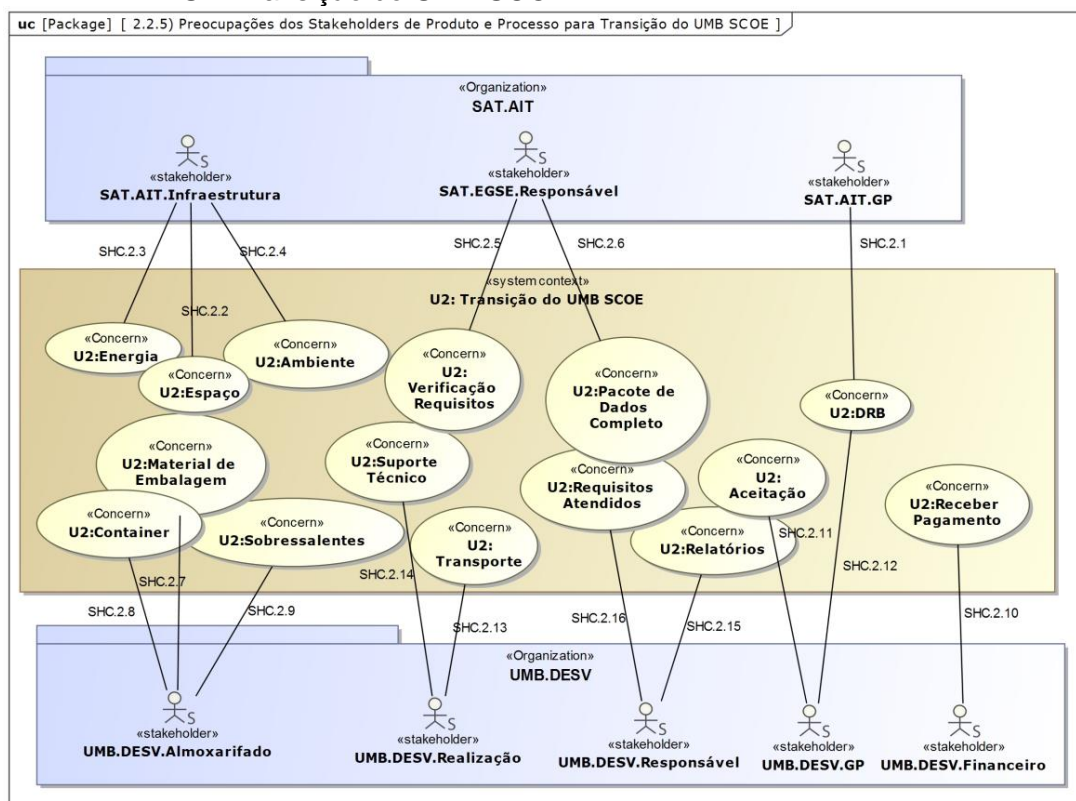 uc [Package] [ 2.2.5) Preocupações dos Stakeholders de Produto e Processo para Transição do UMB SCOE ]
«Organization»
SAT.AIT
S
«stakeholder»
SAT.AIT.Infraestrutura
S
«stakeholder»
SAT.EGSE.Responsável
S
«stakeholder»
SAT.AIT.GP
SHC.2.3
SHC.2.4
SHC.2.5
SHC.2.6
SHC.2.1
«system context»
U2: Transição do UMB SCOE
SHC.2.2
«Concern»
U2:Energia
«Concern»
U2:Espaço
«Concern»
U2:Ambiente
«Concern»
U2:
Verificação
Requisitos
«Concern»
U2:Pacote de
Dados
Completo
«Concern»
U2:DRB
«Concern»
U2:Material de
Embalagem
«Concern»
U2:Suporte
Técnico
«Concern»
U2:Requisitos
Atendidos
«Concern»
U2:
Aceitação
«Concern»
U2:Receber
Pagamento
«Concern»
U2:Container
«Concern»
U2:Sobressalentes
«Concern»
U2:
Transporte
«Concern»
U2:Relatórios
SHC.2.11
SHC.2.12
SHC.2.7
SHC.2.14
SHC.2.8
SHC.2.9
SHC.2.13
SHC.2.16
SHC.2.15
SHC.2.10
«Organization»
UMB.DESV
S
«stakeholder»
UMB.DESV.Almoxarifado
S
«stakeholder»
UMB.DESV.Realização
S
«stakeholder»
UMB.DESV.Responsável
S
«stakeholder»
UMB.DESV.GP
S
«stakeholder»
UMB.DESV.Financeiro